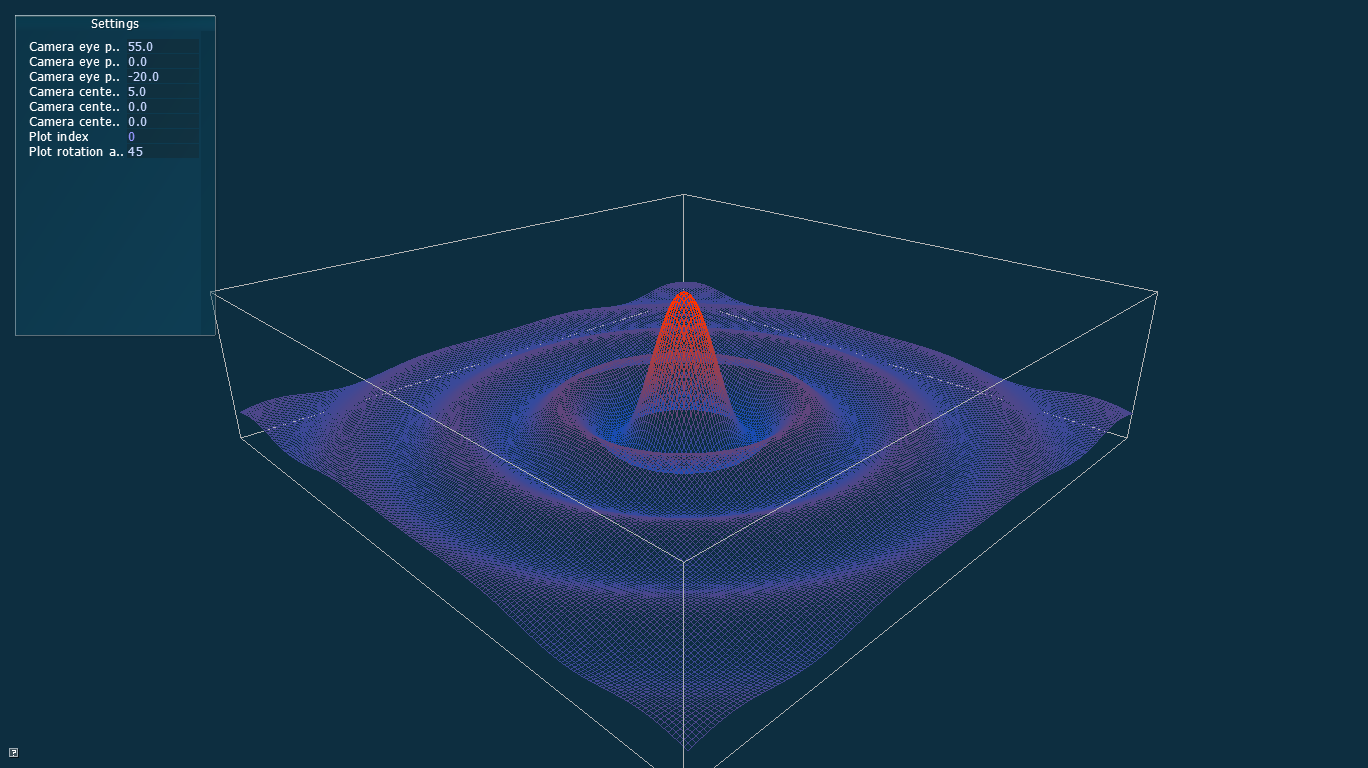 Settings
Camera eye p.. 55.0
Camera eye p.. 0.0
Camera eye p.. -20.0
Camera cente.. 5.0
Camera cente.. 0.0
Camera cente.. 0.0
Plot index 0
Plot rotation a.. 45
?